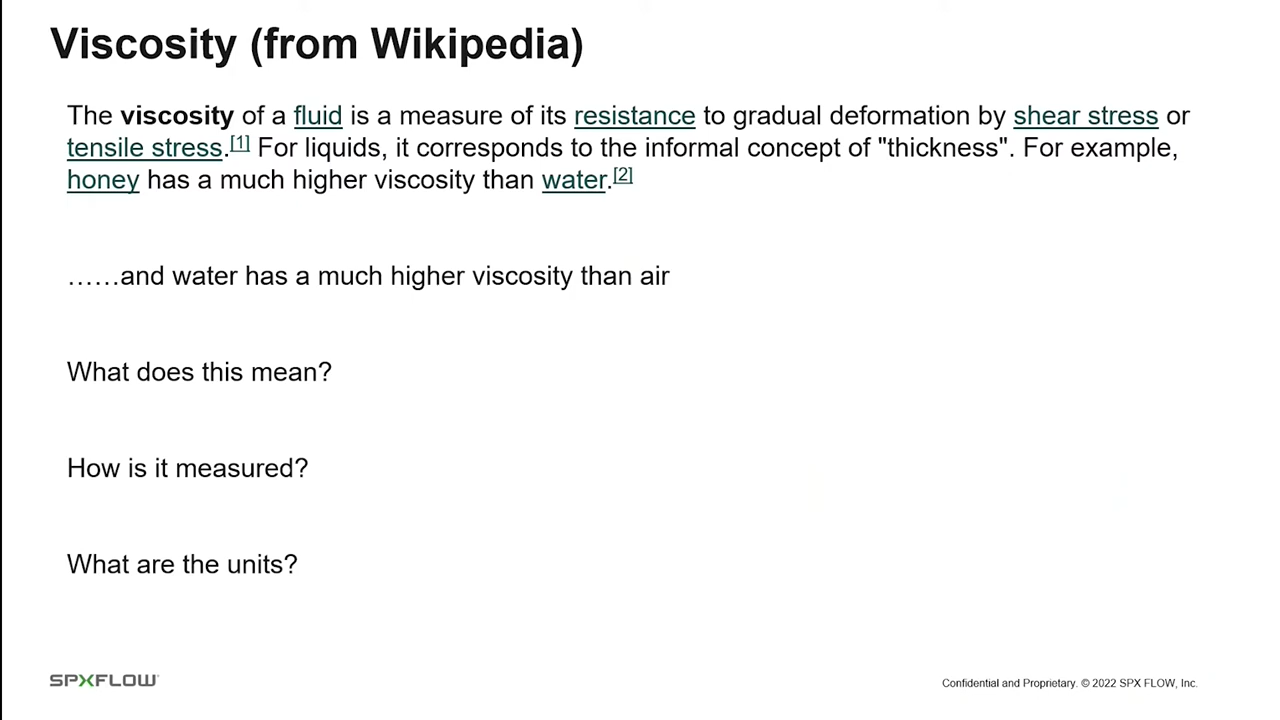 Viscosity (from Wikipedia)
The viscosity of a fluid is a measure of its resistance to gradual deformation by shear stress or
tensile stress.[1] For liquids, it corresponds to the informal concept of "thickness". For example,
honey has a much higher viscosity than water.[2]
……and water has a much higher viscosity than air
What does this mean?
How is it measured?
What are the units?
SPXFLOW
Confidential and Proprietary. © 2022 SPX FLOW, Inc.